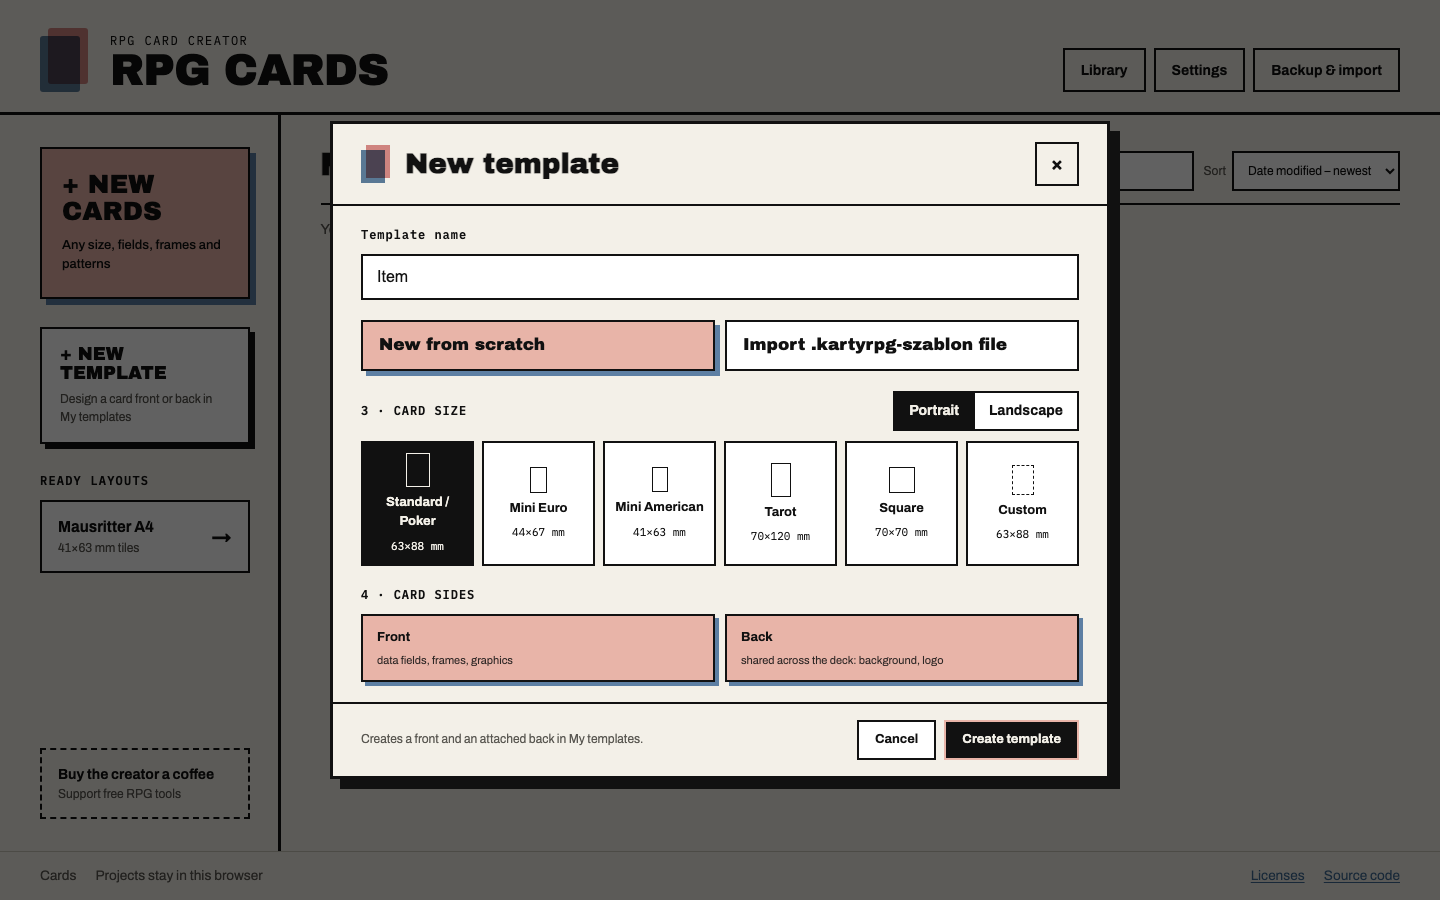 RPG CARD CREATOR
RPG CARDS
Library
Settings
Backup & import
+ NEW
CARDS
Any size, fields, frames and
patterns
+ NEW
TEMPLATE
Design a card front or back in
My templates
READY LAYOUTS
Mausritter A4
41×63 mm tiles
→
Buy the creator a coffee
Support free RPG tools
Sort
Date modified – newest
New template
×
Template name
Item
New from scratch
Import .kartyrpg-szablon file
3 · CARD SIZE
Portrait
Landscape
Standard /
Poker
63×88 mm
Mini Euro
44×67 mm
Mini American
41×63 mm
Tarot
70×120 mm
Square
70×70 mm
Custom
63×88 mm
4 · CARD SIDES
Front
data fields, frames, graphics
Back
shared across the deck: background, logo
Creates a front and an attached back in My templates.
Cancel
Create template
Cards
Projects stay in this browser
Licenses
Source code